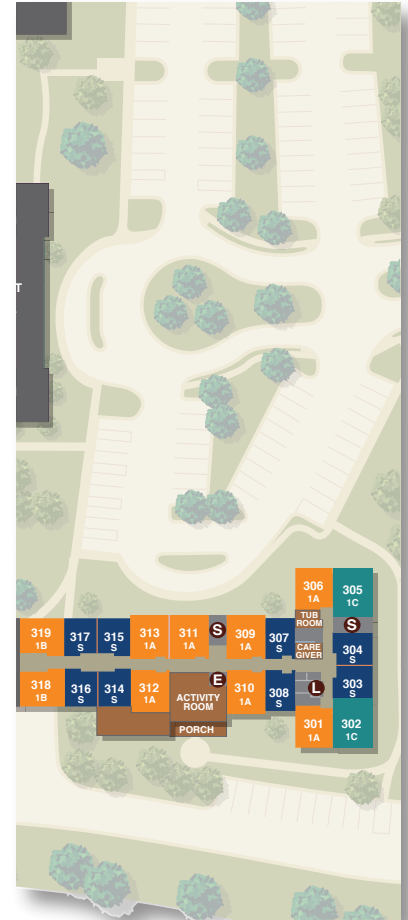 T
306
1A
305
1C
TUB
ROOM
S
319
1B
317
S
315
S
313
1A
311
1A
S
309
1A
307
S
CARE
GIVER
304
S
318
1B
316
S
314
S
312
1A
E
ACTIVITY
ROOM
PORCH
310
1A
308
S
L
303
S
301
1A
302
1C